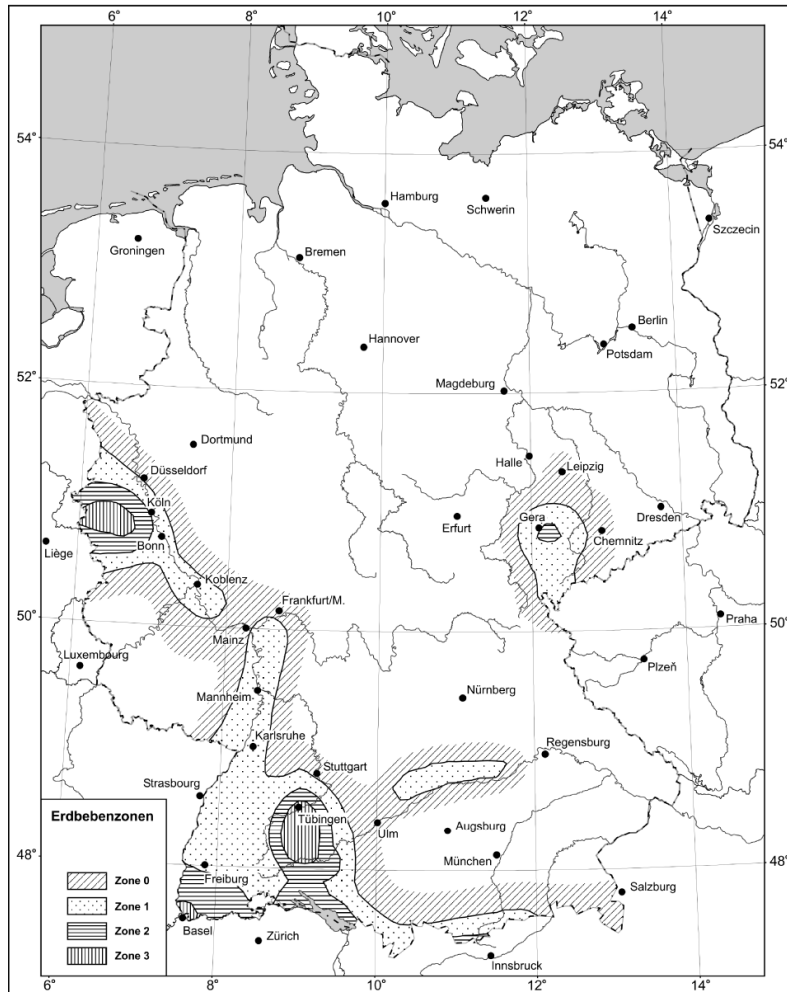 6° 8° 10° 12° 14°
54° 54°
Hamburg
Schwerin
Szczecin
Groningen
Bremen
Berlin
Hannover
Potsdam
52° 52°
Magdeburg
Dortmund
Halle
Leipzig
Düsseldorf
Köln
Gera
Erfurt
Dresden
Chemnitz
Liège
Bonn
Koblenz
50° 50°
Frankfurt/M.
Praha
Mainz
Luxembourg
Plzeň
Mannheim
Nürnberg
Karlsruhe
Regensburg
Stuttgart
Strasbourg
Tübingen
Ulm
Augsburg
München
48° 48°
Freiburg
Salzburg
Basel
Zürich
Innsbruck
Erdbebenzonen
Zone 0
Zone 1
Zone 2
Zone 3
6° 8° 10° 12° 14°